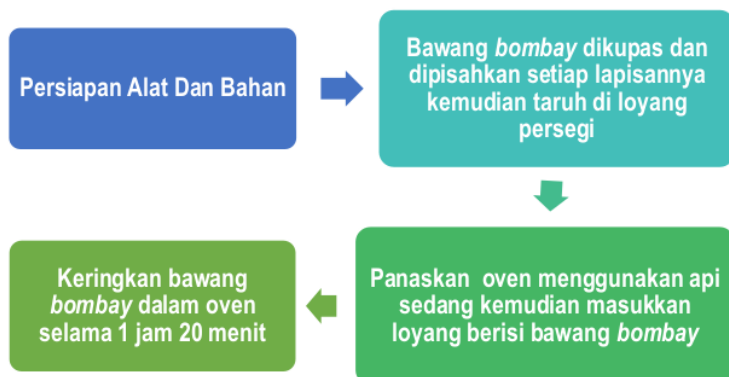 Persiapan Alat Dan Bahan
Bawang bombay dikupas dan
dipisahkan setiap lapisannya
kemudian taruh di loyang
persegi
Panaskan oven menggunakan api
sedang kemudian masukkan
loyang berisi bawang bombay
Keringkan bawang
bombay dalam oven
selama 1 jam 20 menit